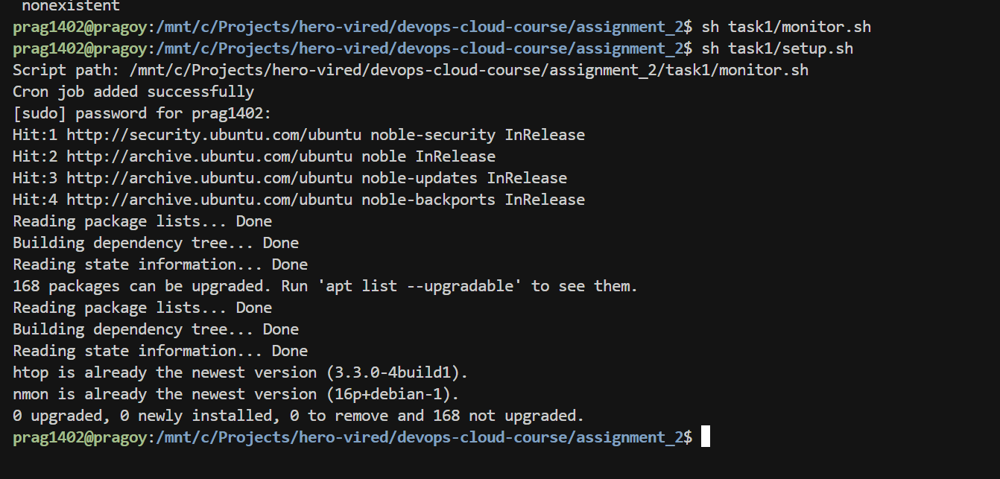 nonexistent
prag1402@pragoy:/mnt/c/Projects/hero-vired/devops-cloud-course/assignment_2$ sh task1/monitor.sh
prag1402@pragoy:/mnt/c/Projects/hero-vired/devops-cloud-course/assignment_2$ sh task1/setup.sh
Script path: /mnt/c/Projects/hero-vired/devops-cloud-course/assignment_2/task1/monitor.sh
Cron job added successfully
[sudo] password for prag1402:
Hit:1 http://security.ubuntu.com/ubuntu noble-security InRelease
Hit:2 http://archive.ubuntu.com/ubuntu noble InRelease
Hit:3 http://archive.ubuntu.com/ubuntu noble-updates InRelease
Hit:4 http://archive.ubuntu.com/ubuntu noble-backports InRelease
Reading package lists... Done
Building dependency tree... Done
Reading state information... Done
168 packages can be upgraded. Run 'apt list --upgradable' to see them.
Reading package lists... Done
Building dependency tree... Done
Reading state information... Done
htop is already the newest version (3.3.0-4build1).
nmon is already the newest version (16p+debian-1).
0 upgraded, 0 newly installed, 0 to remove and 168 not upgraded.
prag1402@pragoy:/mnt/c/Projects/hero-vired/devops-cloud-course/assignment_2$